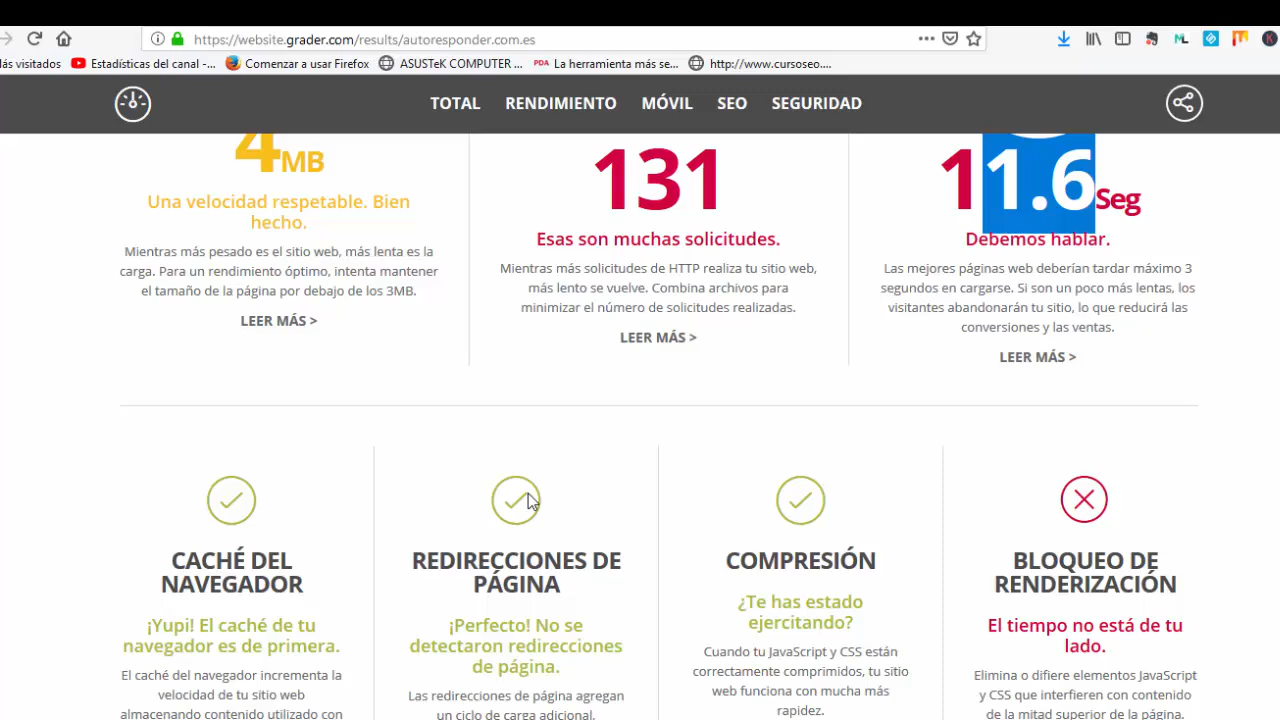 https://website.grader.com/results/autoresponder.com.es
ás visitados
Estadísticas del canal -...
Comenzar a usar Firefox
ASUSTeK COMPUTER ...
PDA
La herramienta más se...
http://www.cursoseo....
TOTAL
RENDIMIENTO
MÓVIL
SEO
SEGURIDAD
4MB
Una velocidad respetable. Bien
hecho.
Mientras más pesado es el sitio web, más lenta es la
carga. Para un rendimiento óptimo, intenta mantener
el tamaño de la página por debajo de los 3MB.
LEER MÁS >
131
Esas son muchas solicitudes.
Mientras más solicitudes de HTTP realiza tu sitio web,
más lento se vuelve. Combina archivos para
minimizar el número de solicitudes realizadas.
LEER MÁS >
11.6Seg
Debemos hablar.
Las mejores páginas web deberían tardar máximo 3
segundos en cargarse. Si son un poco más lentas, los
visitantes abandonarán tu sitio, lo que reducirá las
conversiones y las ventas.
LEER MÁS >
CACHÉ DEL
NAVEGADOR
¡Yupi! El caché de tu
navegador es de primera.
El caché del navegador incrementa la
velocidad de tu sitio web
almacenando contenido utilizado con
REDIRECCIONES DE
PÁGINA
¡Perfecto! No se
detectaron redirecciones
de página.
Las redirecciones de página agregan
un ciclo de carga adicional.
COMPRESIÓN
¿Te has estado
ejercitando?
Cuando tu JavaScript y CSS están
correctamente comprimidos, tu sitio
web funciona con mucha más
rapidez.
BLOQUEO DE
RENDERIZACIÓN
El tiempo no está de tu
lado.
Elimina o difiere elementos JavaScript
y CSS que interfieren con contenido
de la mitad superior de la página.